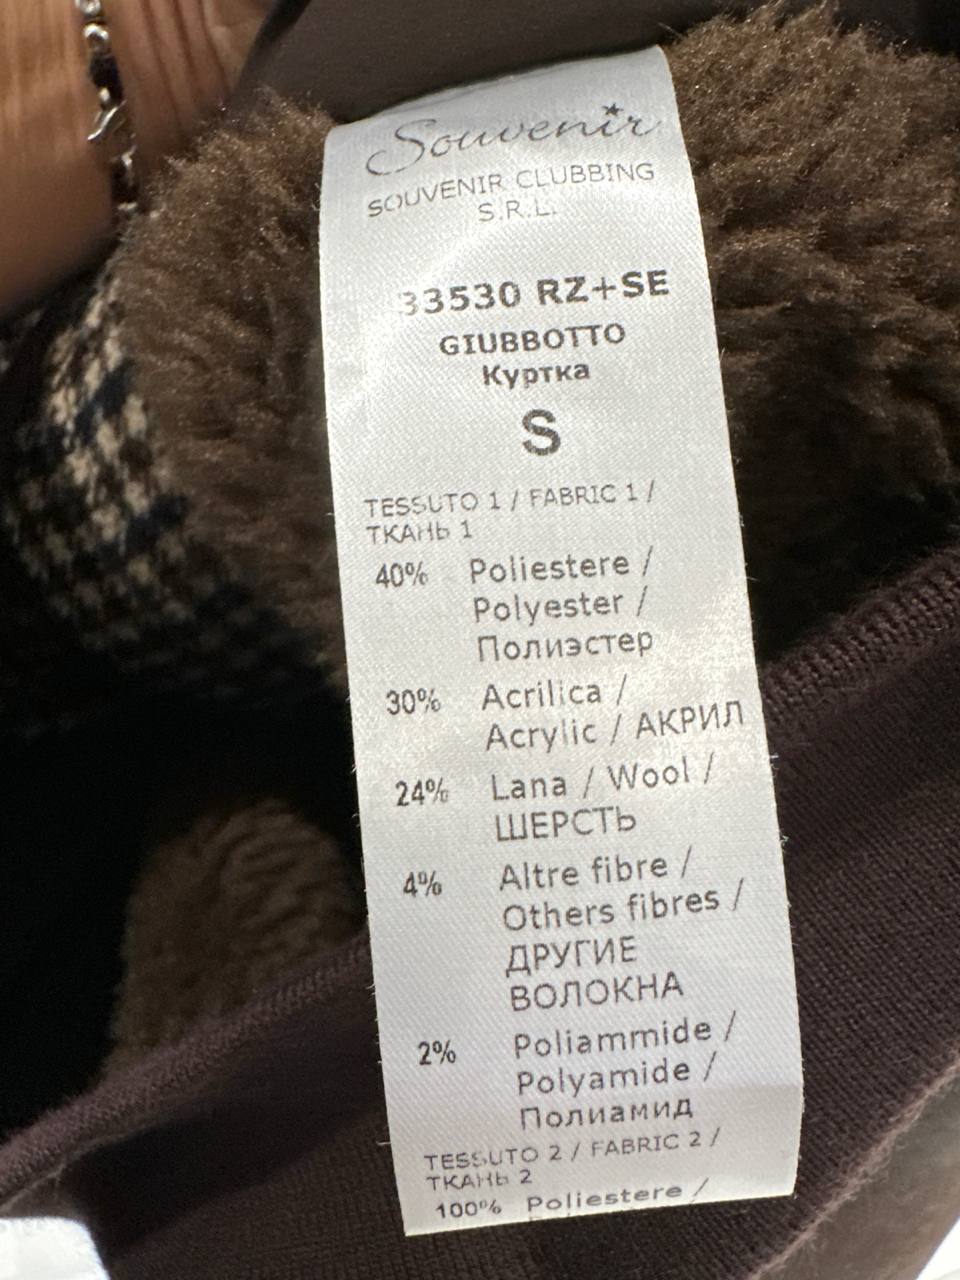 Souvenir
SOUVENIR CLUBBING
S.R.L.
33530 RZ+SE
GIUBBOTTO
Куртка
S
TESSUTO 1 / FABRIC 1 /
ТКАНЬ 1
40% Poliestere /
Polyester /
Полиэстер
30% Acrilica /
Acrylic / АКРИЛ
24% Lana / Wool /
ШЕРСТЬ
4% Altre fibre /
Others fibres /
ДРУГИЕ
ВОЛОКНА
2% Poliammide /
Polyamide /
Полиамид
TESSUTO 2 / FABRIC 2 /
ТКАНЬ 2
100% Poliestere /